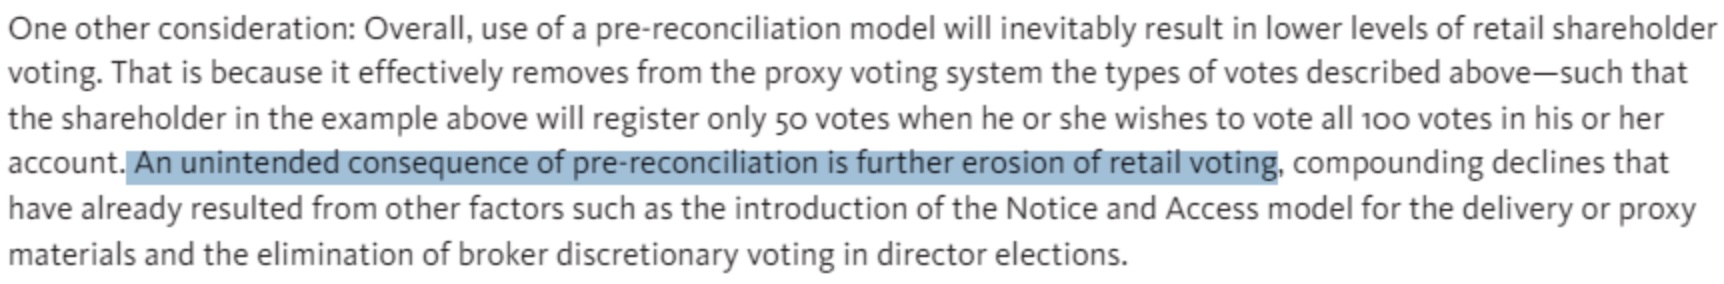 One other consideration: Overall, use of a pre-reconciliation model will inevitably result in lower levels of retail shareholder
voting. That is because it effectively removes from the proxy voting system the types of votes described above—such that
the shareholder in the example above will register only 50 votes when he or she wishes to vote all 100 votes in his or her
account. An unintended consequence of pre-reconciliation is further erosion of retail voting, compounding declines that
have already resulted from other factors such as the introduction of the Notice and Access model for the delivery or proxy
materials and the elimination of broker discretionary voting in director elections.